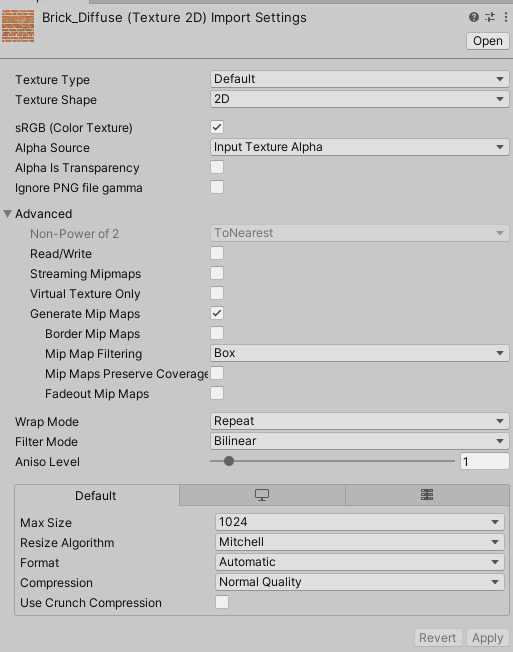 Brick_Diffuse (Texture 2D) Import Settings
Open
Texture Type Default
Texture Shape 2D
sRGB (Color Texture)
Alpha Source Input Texture Alpha
Alpha Is Transparency
Ignore PNG file gamma
Advanced
Non-Power of 2 ToNearest
Read/Write
Streaming Mipmaps
Virtual Texture Only
Generate Mip Maps
Border Mip Maps
Mip Map Filtering Box
Mip Maps Preserve Coverage
Fadeout Mip Maps
Wrap Mode Repeat
Filter Mode Bilinear
Aniso Level 1
Default
Max Size 1024
Resize Algorithm Mitchell
Format Automatic
Compression Normal Quality
Use Crunch Compression
Revert Apply